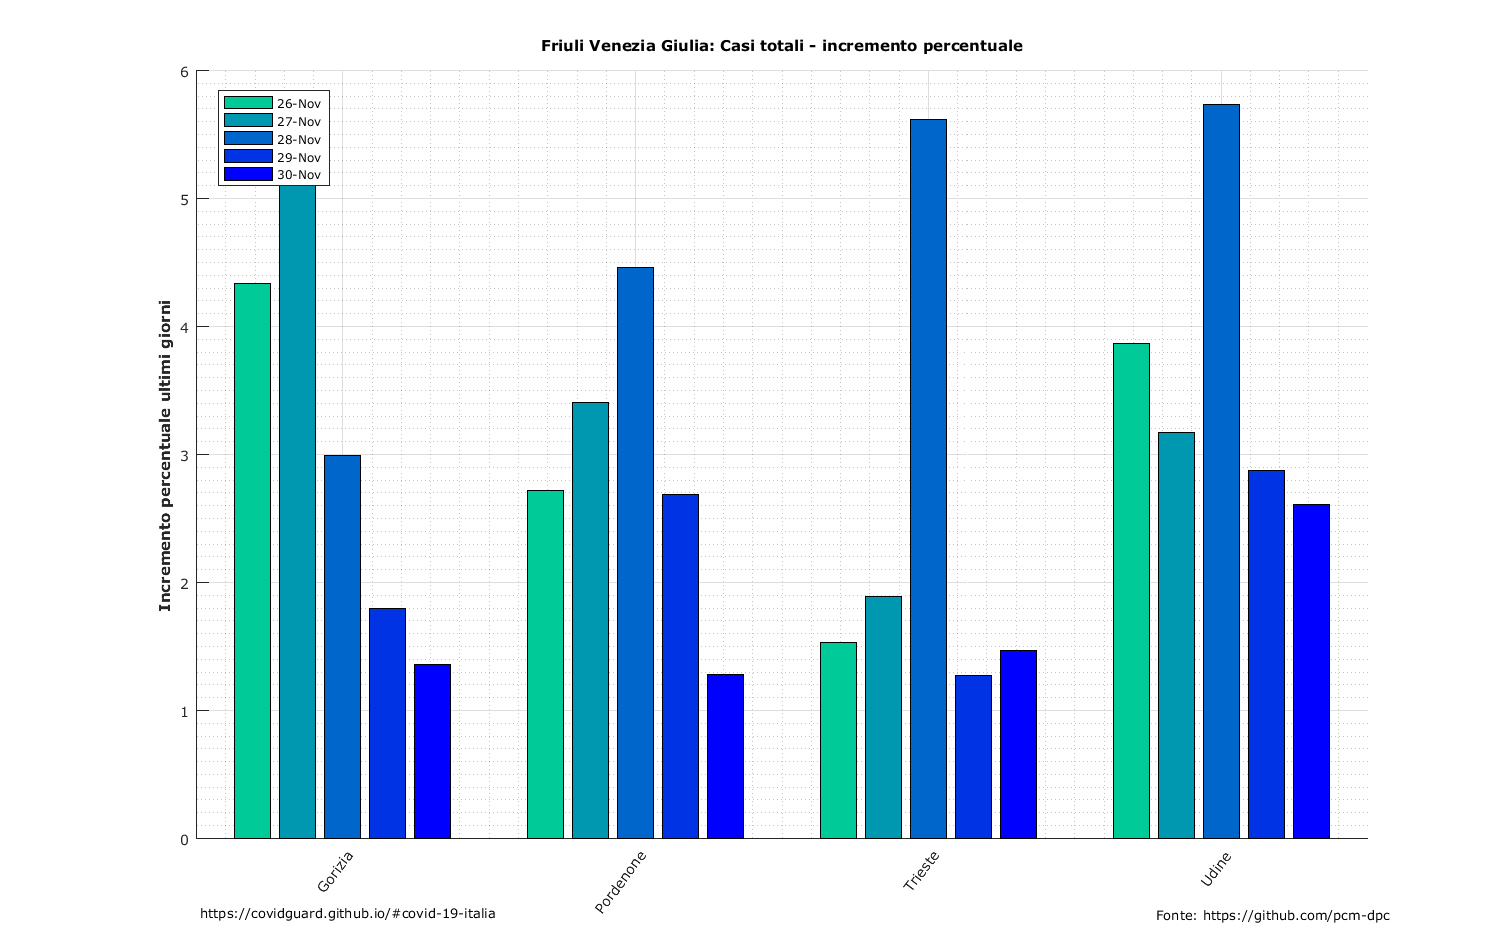 Friuli Venezia Giulia: Casi totali - incremento percentuale
6
5
4
3
2
1
0
Incremento percentuale ultimi giorni
26-Nov
27-Nov
28-Nov
29-Nov
30-Nov
Gorizia
Pordenone
Trieste
Udine
https://covidguard.github.io/#covid-19-italia
Fonte: https://github.com/pcm-dpc